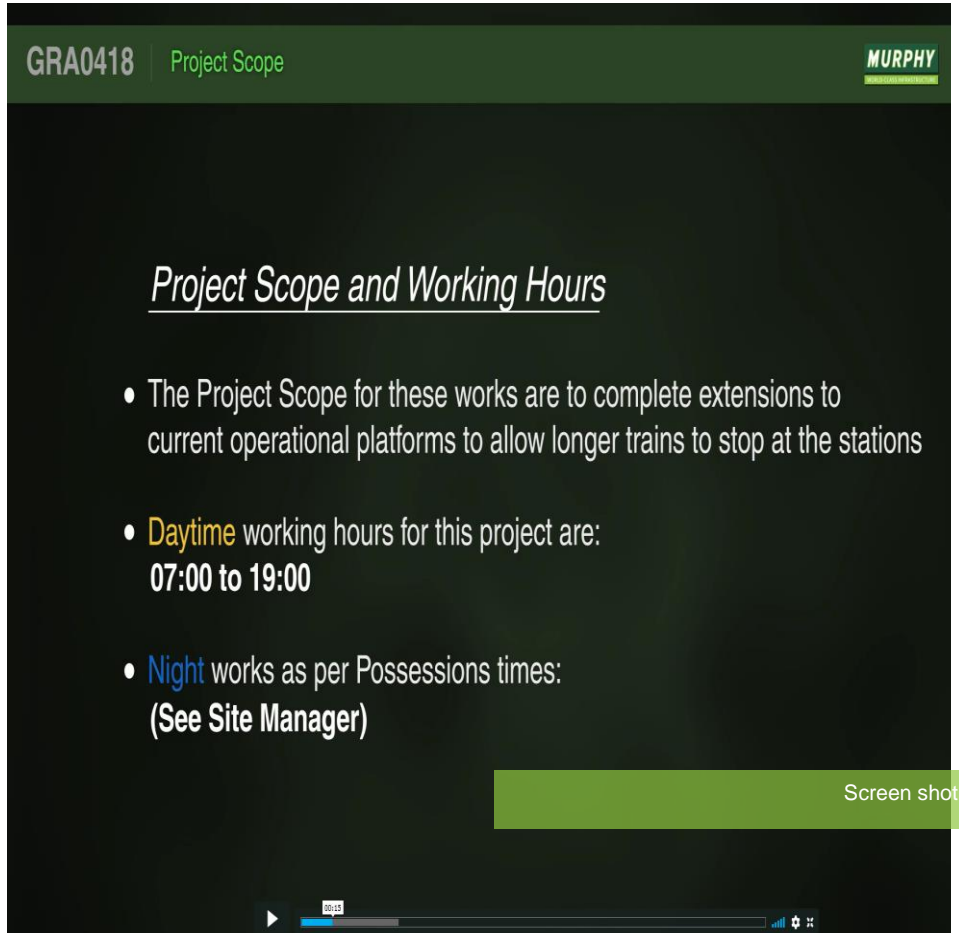 GRA0418 Project Scope
MURPHY
WORLD-CLASS INFRASTRUCTURE
Project Scope and Working Hours
• The Project Scope for these works are to complete extensions to
current operational platforms to allow longer trains to stop at the stations
• Daytime working hours for this project are:
07:00 to 19:00
• Night works as per Possessions times:
(See Site Manager)
Screen shot
00:15